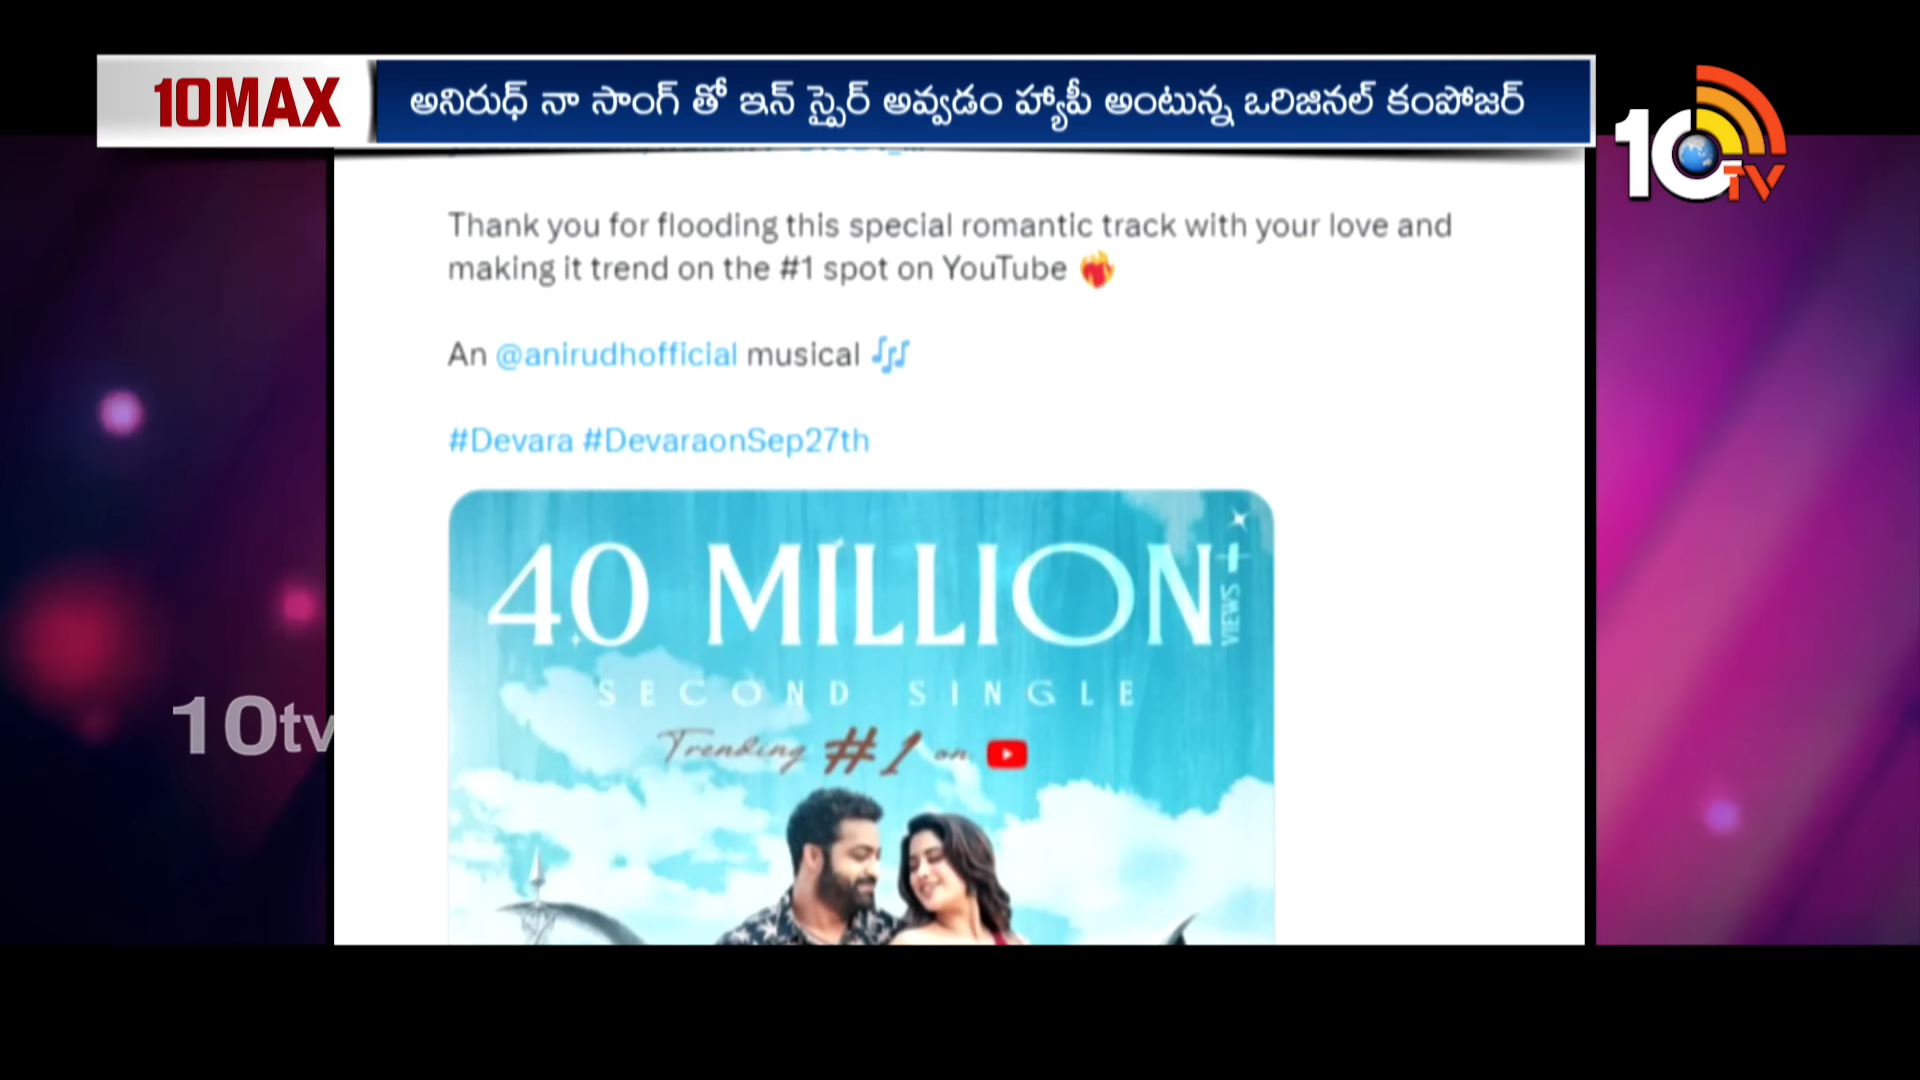 10MAX
అనిరుధ్ నా సాంగ్ తో ఇన్ స్పైర్ అవ్వడం హ్యాపీ అంటున్న ఒరిజినల్ కంపోజర్
10TV
Thank you for flooding this special romantic track with your love and
making it trend on the #1 spot on YouTube ❤️‍🔥
An @anirudhofficial musical 🎶
#Devara #DevaraonSep27th
40 MILLION+
VIEWS
SECOND SINGLE
Trending #1 on
10tv